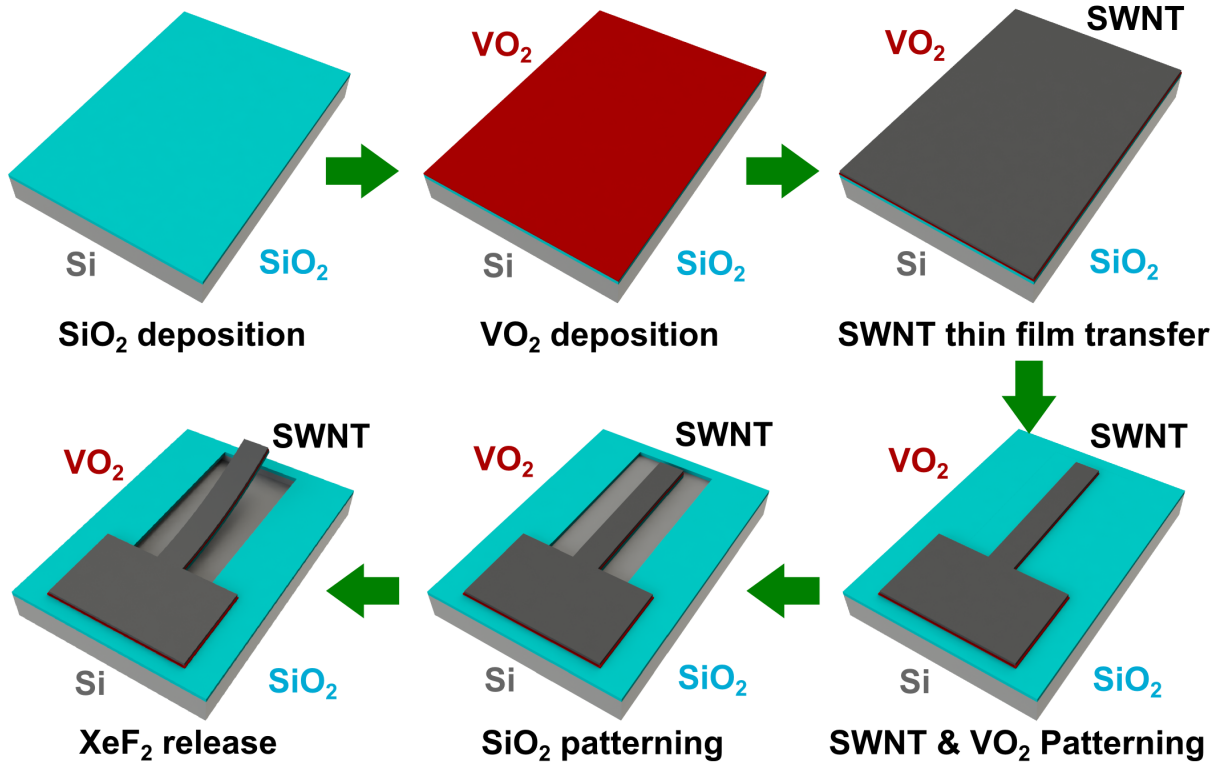 SWNT
VO₂
VO₂
Si
SiO₂
Si
SiO₂
Si
SiO₂
SiO₂ deposition
VO₂ deposition
SWNT thin film transfer
SWNT
VO₂
SWNT
VO₂
SWNT
VO₂
Si
SiO₂
Si
SiO₂
Si
SiO₂
XeF₂ release
SiO₂ patterning
SWNT & VO₂ Patterning